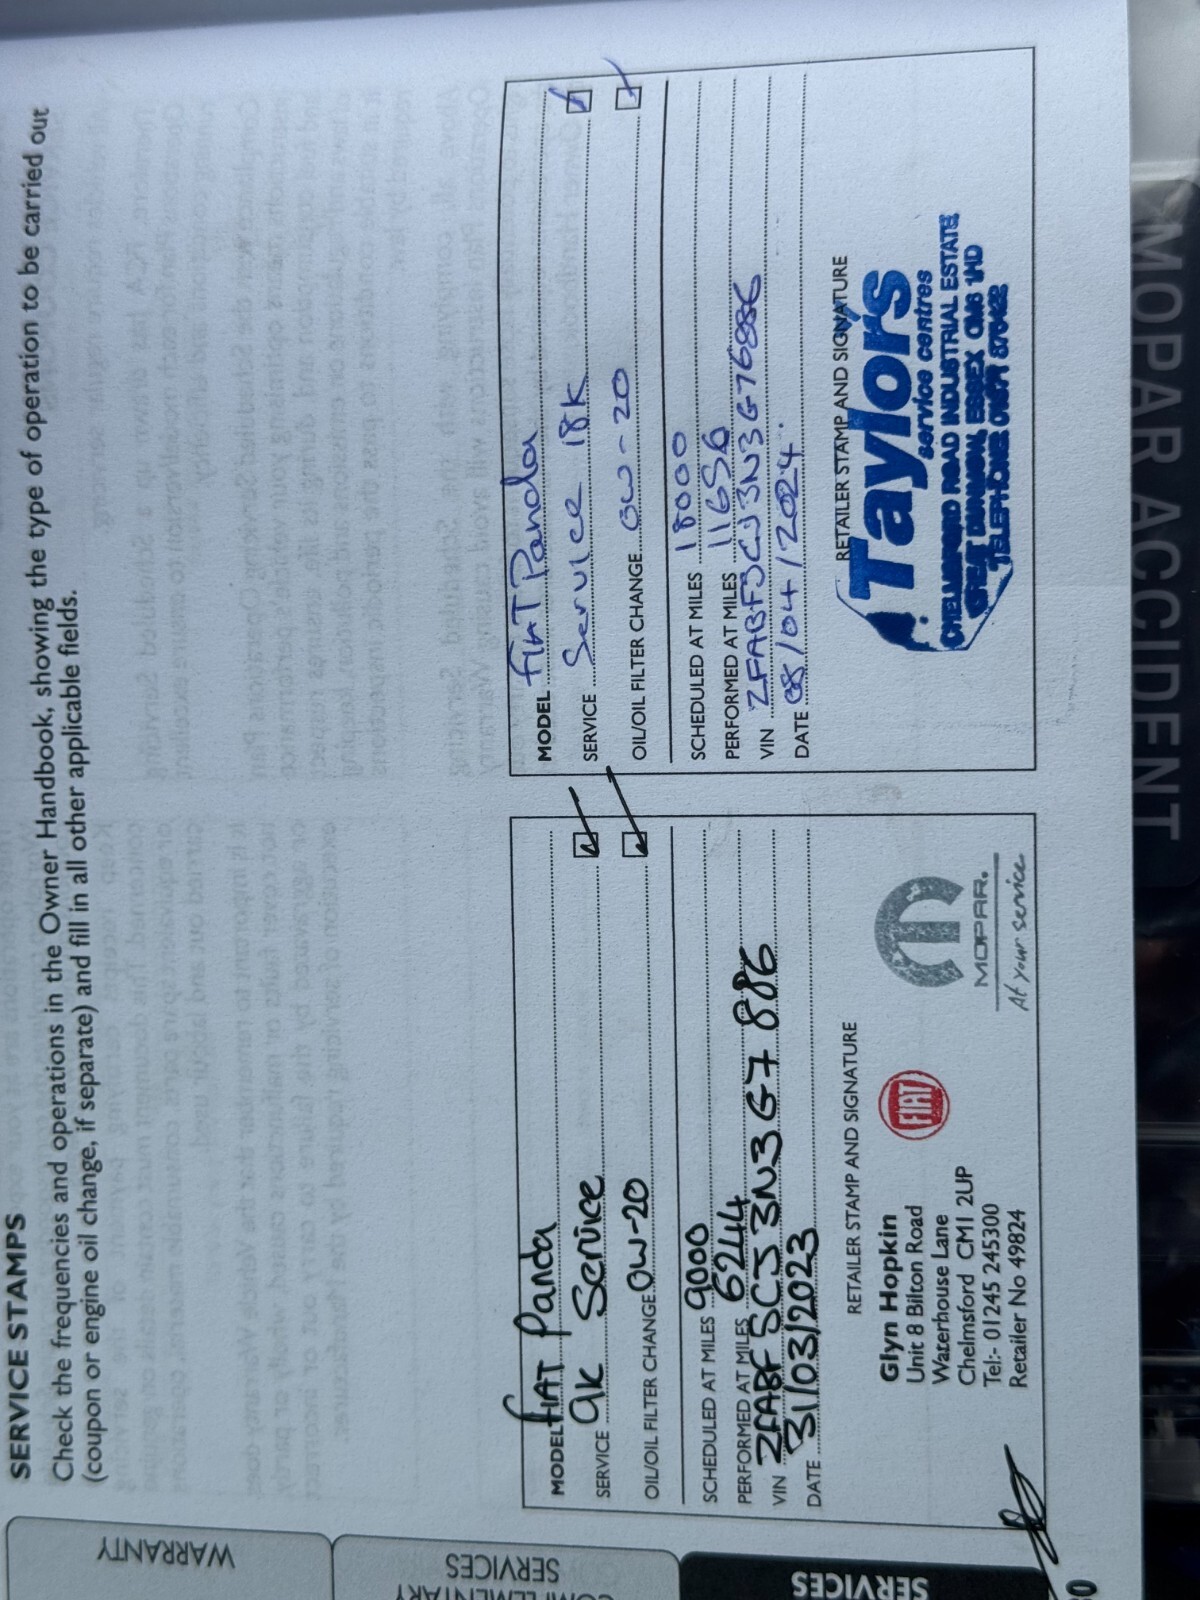 SERVICE STAMPS
Check the frequencies and operations in the Owner Handbook, showing the type of operation to be carried out
(coupon or engine oil change, if separate) and fill in all other applicable fields.
MODEL FIAT Panda
SERVICE 9K Service
OIL/OIL FILTER CHANGE 0W-20
SCHEDULED AT MILES 9000
PERFORMED AT MILES 6244
VIN ZFABFSCJ3N3G7 886
DATE 31/03/2023
RETAILER STAMP AND SIGNATURE
Glyn Hopkin
Unit 8 Bilton Road
Waterhouse Lane
Chelmsford CM1 2UP
Tel:- 01245 245300
Retailer No 49824
FIAT
MOPAR.
At your service
MODEL FIAT Panda
SERVICE Service 18K
OIL/OIL FILTER CHANGE 0W-20
SCHEDULED AT MILES 18000
PERFORMED AT MILES 11656
VIN
DATE 08/04/2024.
RETAILER STAMP AND SIGNATURE
Taylors
service centres
CHELMSFORD ROAD INDUSTRIAL ESTATE
GREAT DUNMOW, ESSEX CM6 1HD
TELEPHONE:
WARRANTY
SERVICES
SERVICES
MOPAR ACCIDENT